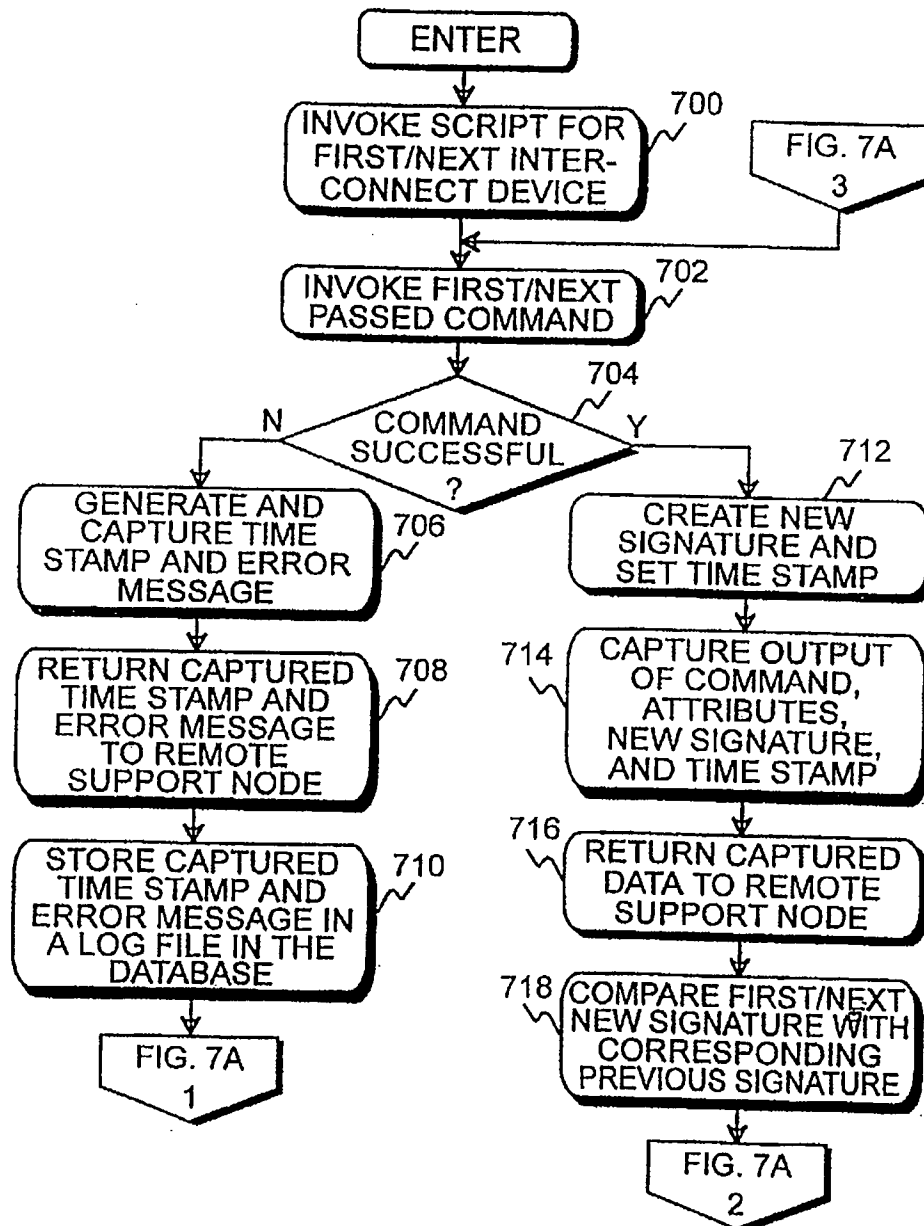 ENTER
700
INVOKE SCRIPT FOR
FIRST/NEXT INTER-
CONNECT DEVICE
FIG. 7A
3
702
INVOKE FIRST/NEXT
PASSED COMMAND
704
N
COMMAND
SUCCESSFUL
?
Y
706
GENERATE AND
CAPTURE TIME
STAMP AND ERROR
MESSAGE
708
RETURN CAPTURED
TIME STAMP AND
ERROR MESSAGE
TO REMOTE
SUPPORT NODE
710
STORE CAPTURED
TIME STAMP AND
ERROR MESSAGE IN
A LOG FILE IN THE
DATABASE
FIG. 7A
1
712
CREATE NEW
SIGNATURE AND
SET TIME STAMP
714
CAPTURE OUTPUT
OF COMMAND,
ATTRIBUTES,
NEW SIGNATURE,
AND TIME STAMP
716
RETURN CAPTURED
DATA TO REMOTE
SUPPORT NODE
718
COMPARE FIRST/NEXT
NEW SIGNATURE WITH
CORRESPONDING
PREVIOUS SIGNATURE
FIG. 7A
2